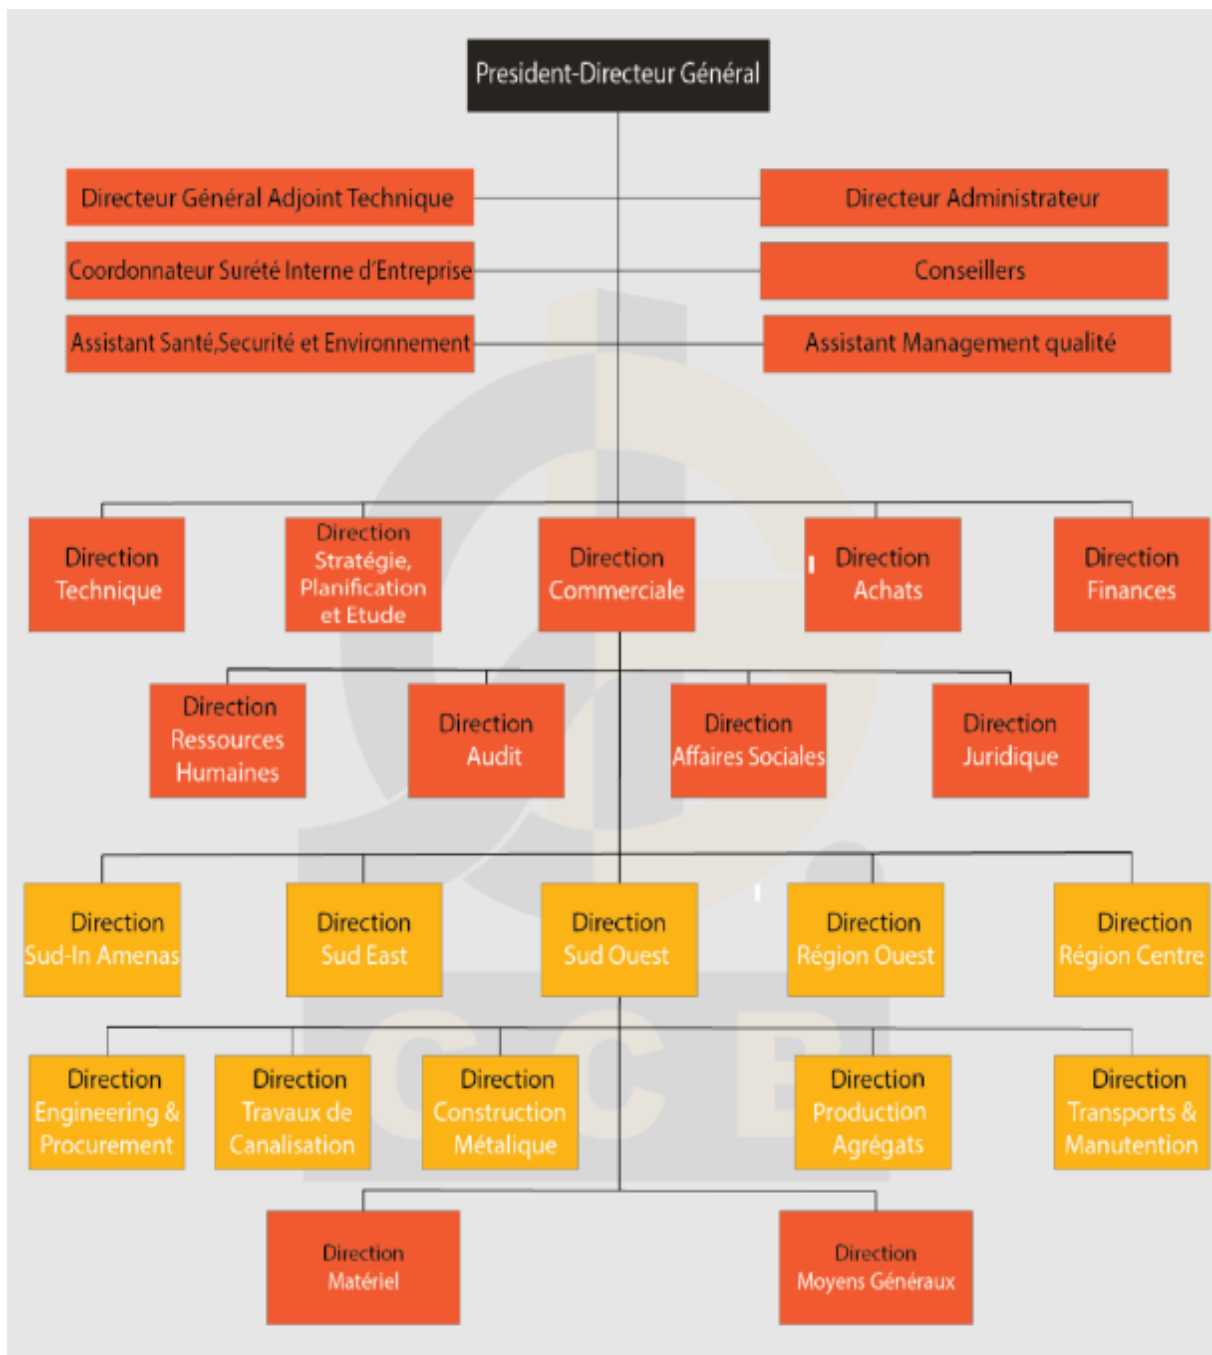 President-Directeur Général
Directeur Général Adjoint Technique
Directeur Administrateur
Coordonnateur Surété Interne d'Entreprise
Conseillers
Assistant Santé,Securité et Environnement
Assistant Management qualité
Direction
Technique
Direction
Stratégie,
Planification
et Etude
Direction
Commerciale
Direction
Achats
Direction
Finances
Direction
Ressources
Humaines
Direction
Audit
Direction
Affaires Sociales
Direction
Juridique
Direction
Sud-In Amenas
Direction
Sud East
Direction
Sud Ouest
Direction
Région Ouest
Direction
Région Centre
GCB
Direction
Engineering &
Procurement
Direction
Travaux de
Canalisation
Direction
Construction
Métalique
Direction
Production
Agrégats
Direction
Transports &
Manutention
Direction
Matériel
Direction
Moyens Généraux